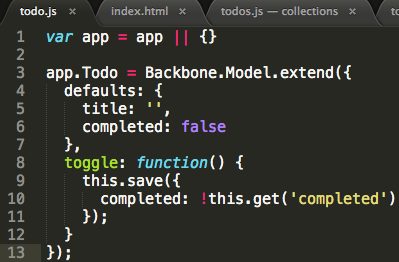 todo.js × index.html × todos.js — collections ×
1 var app = app || {}
2
3 app.Todo = Backbone.Model.extend({
4   defaults: {
5     title: '',
6     completed: false
7   },
8   toggle: function() {
9     this.save({
10       completed: !this.get('completed')
11     });
12   }
13 });